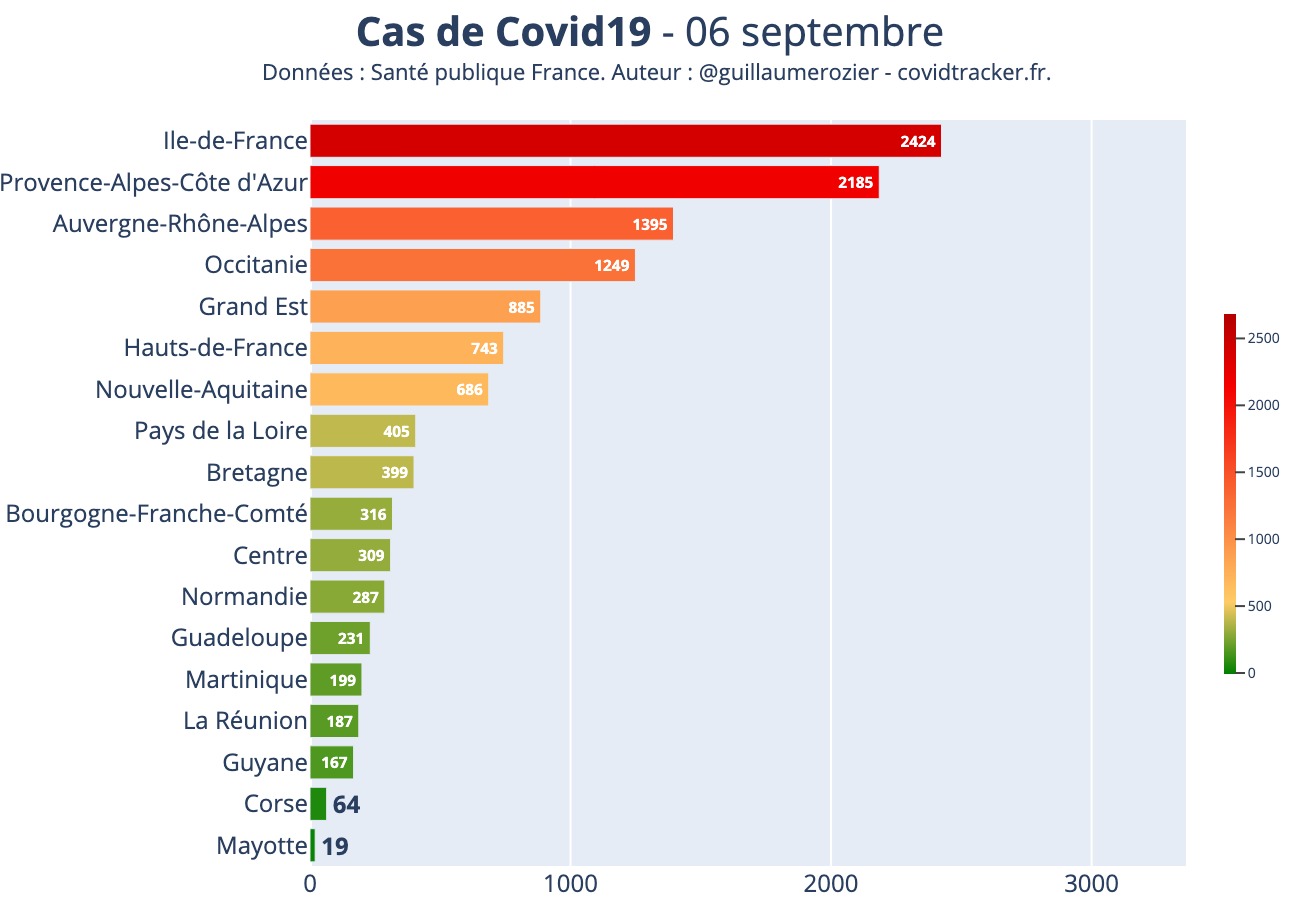 Cas de Covid19 - 06 septembre
Données : Santé publique France. Auteur : @guillaumerozier - covidtracker.fr.
Ile-de-France 2424
Provence-Alpes-Côte d'Azur 2185
Auvergne-Rhône-Alpes 1395
Occitanie 1249
Grand Est 885
Hauts-de-France 743
Nouvelle-Aquitaine 686
Pays de la Loire 405
Bretagne 399
Bourgogne-Franche-Comté 316
Centre 309
Normandie 287
Guadeloupe 231
Martinique 199
La Réunion 187
Guyane 167
Corse 64
Mayotte 19
0 1000 2000 3000
2500
2000
1500
1000
500
0